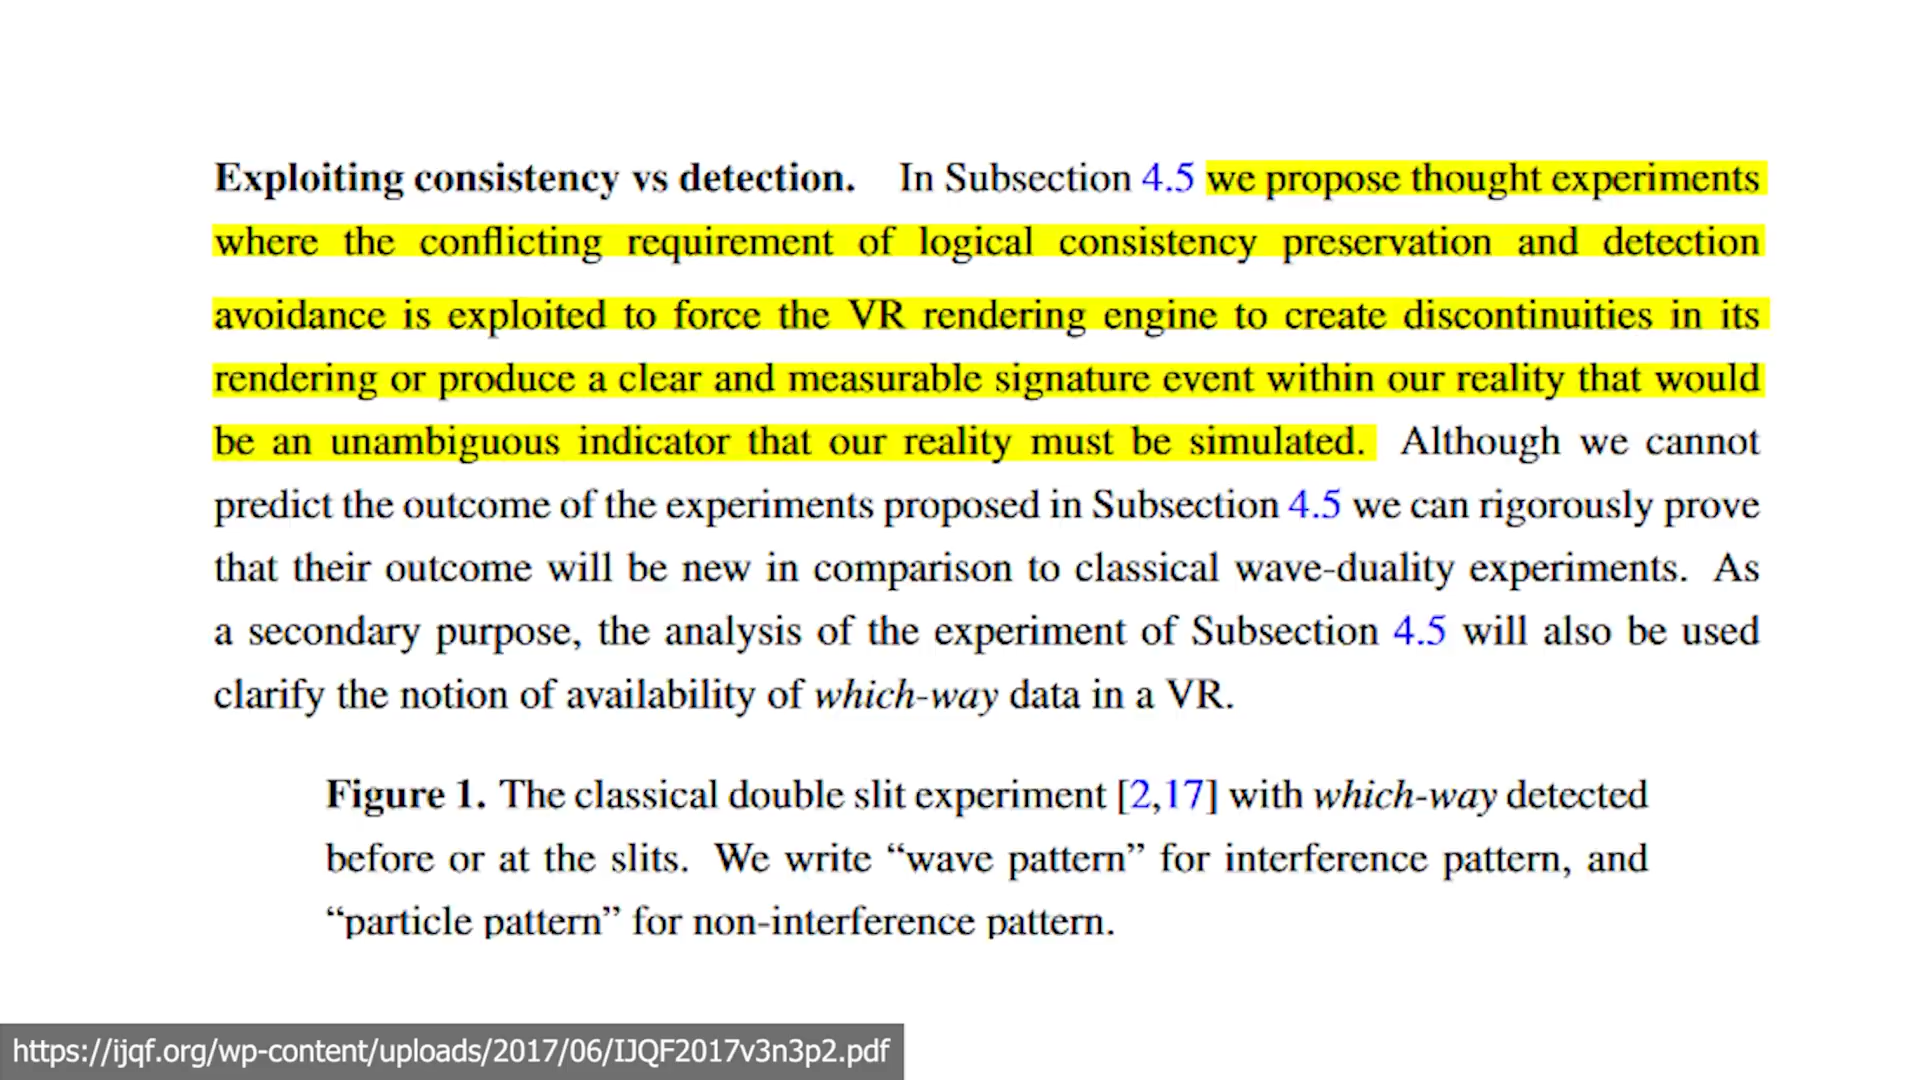 Exploiting consistency vs detection. In Subsection 4.5 we propose thought experiments
where the conflicting requirement of logical consistency preservation and detection
avoidance is exploited to force the VR rendering engine to create discontinuities in its
rendering or produce a clear and measurable signature event within our reality that would
be an unambiguous indicator that our reality must be simulated. Although we cannot
predict the outcome of the experiments proposed in Subsection 4.5 we can rigorously prove
that their outcome will be new in comparison to classical wave-duality experiments. As
a secondary purpose, the analysis of the experiment of Subsection 4.5 will also be used
clarify the notion of availability of which-way data in a VR.
Figure 1. The classical double slit experiment [2,17] with which-way detected
before or at the slits. We write “wave pattern” for interference pattern, and
“particle pattern” for non-interference pattern.
https://ijqf.org/wp-content/uploads/2017/06/IJQF2017v3n3p2.pdf